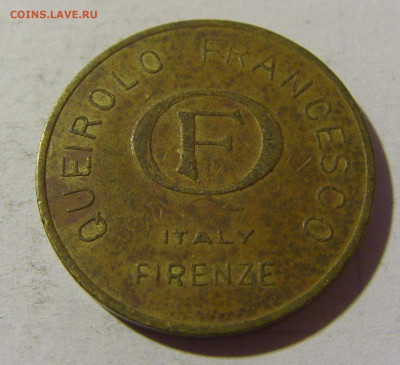 COINS.LAVE.RU
QUEIROLO FRANCESCO
F
ITALY
FIRENZE